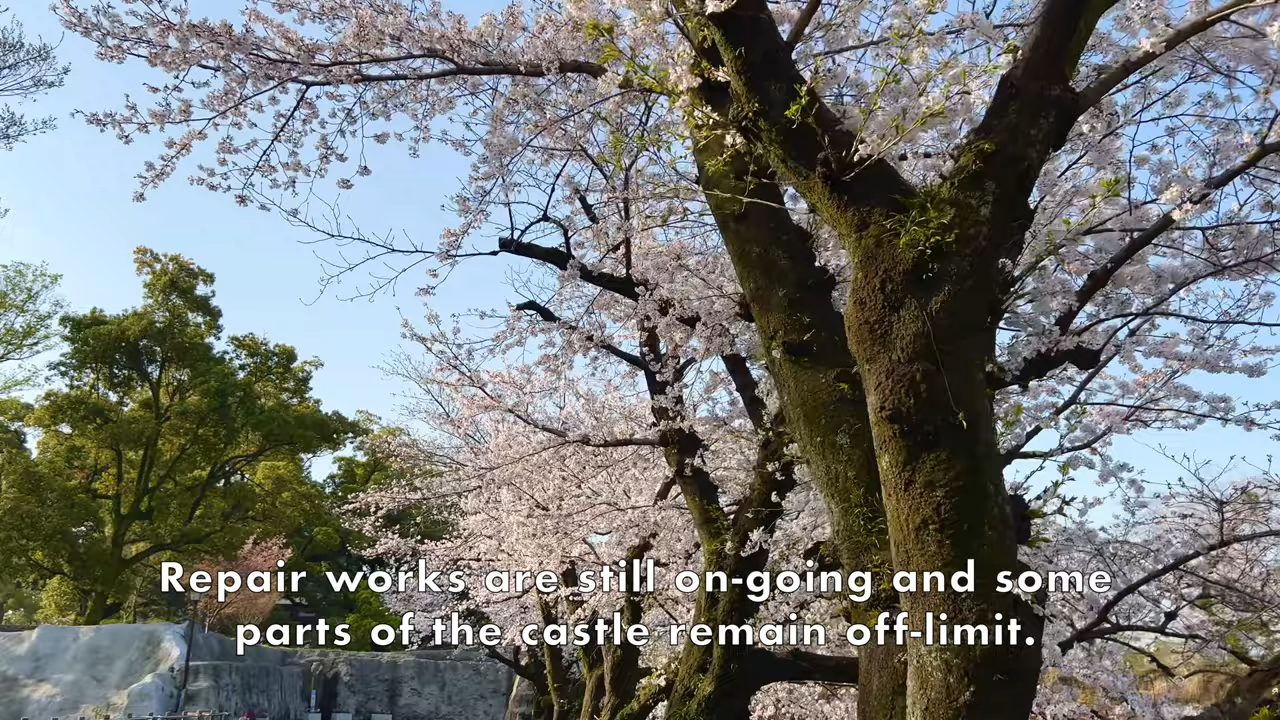 Repair works are still on-going and some
parts of the castle remain off-limit.